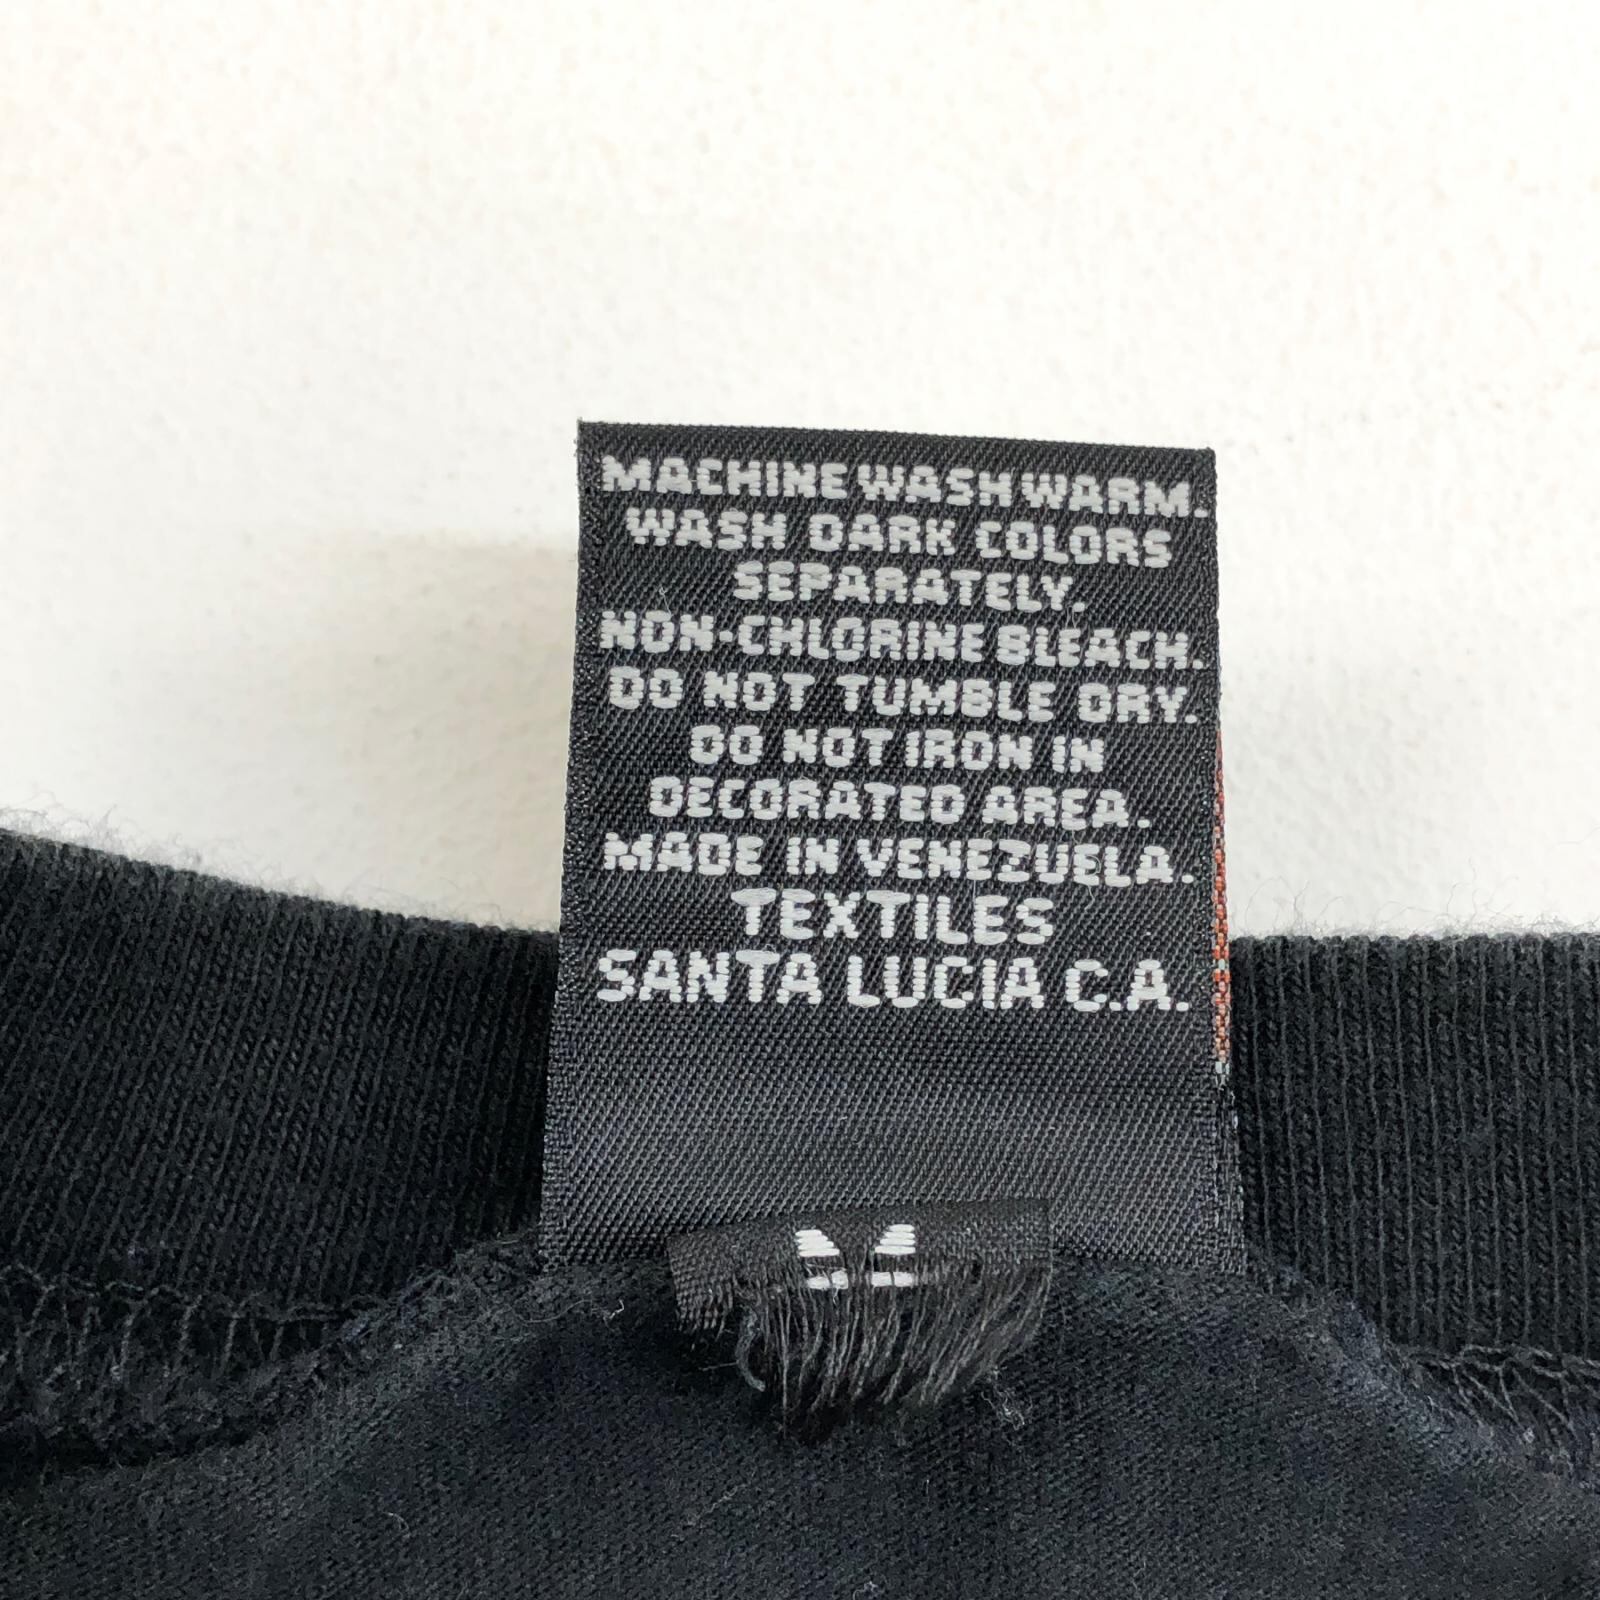 MACHINE WASH WARM.
WASH DARK COLORS
SEPARATELY.
NON-CHLORINE BLEACH.
DO NOT TUMBLE DRY.
DO NOT IRON IN
DECORATED AREA.
MADE IN VENEZUELA.
TEXTILES
SANTA LUCIA C.A.